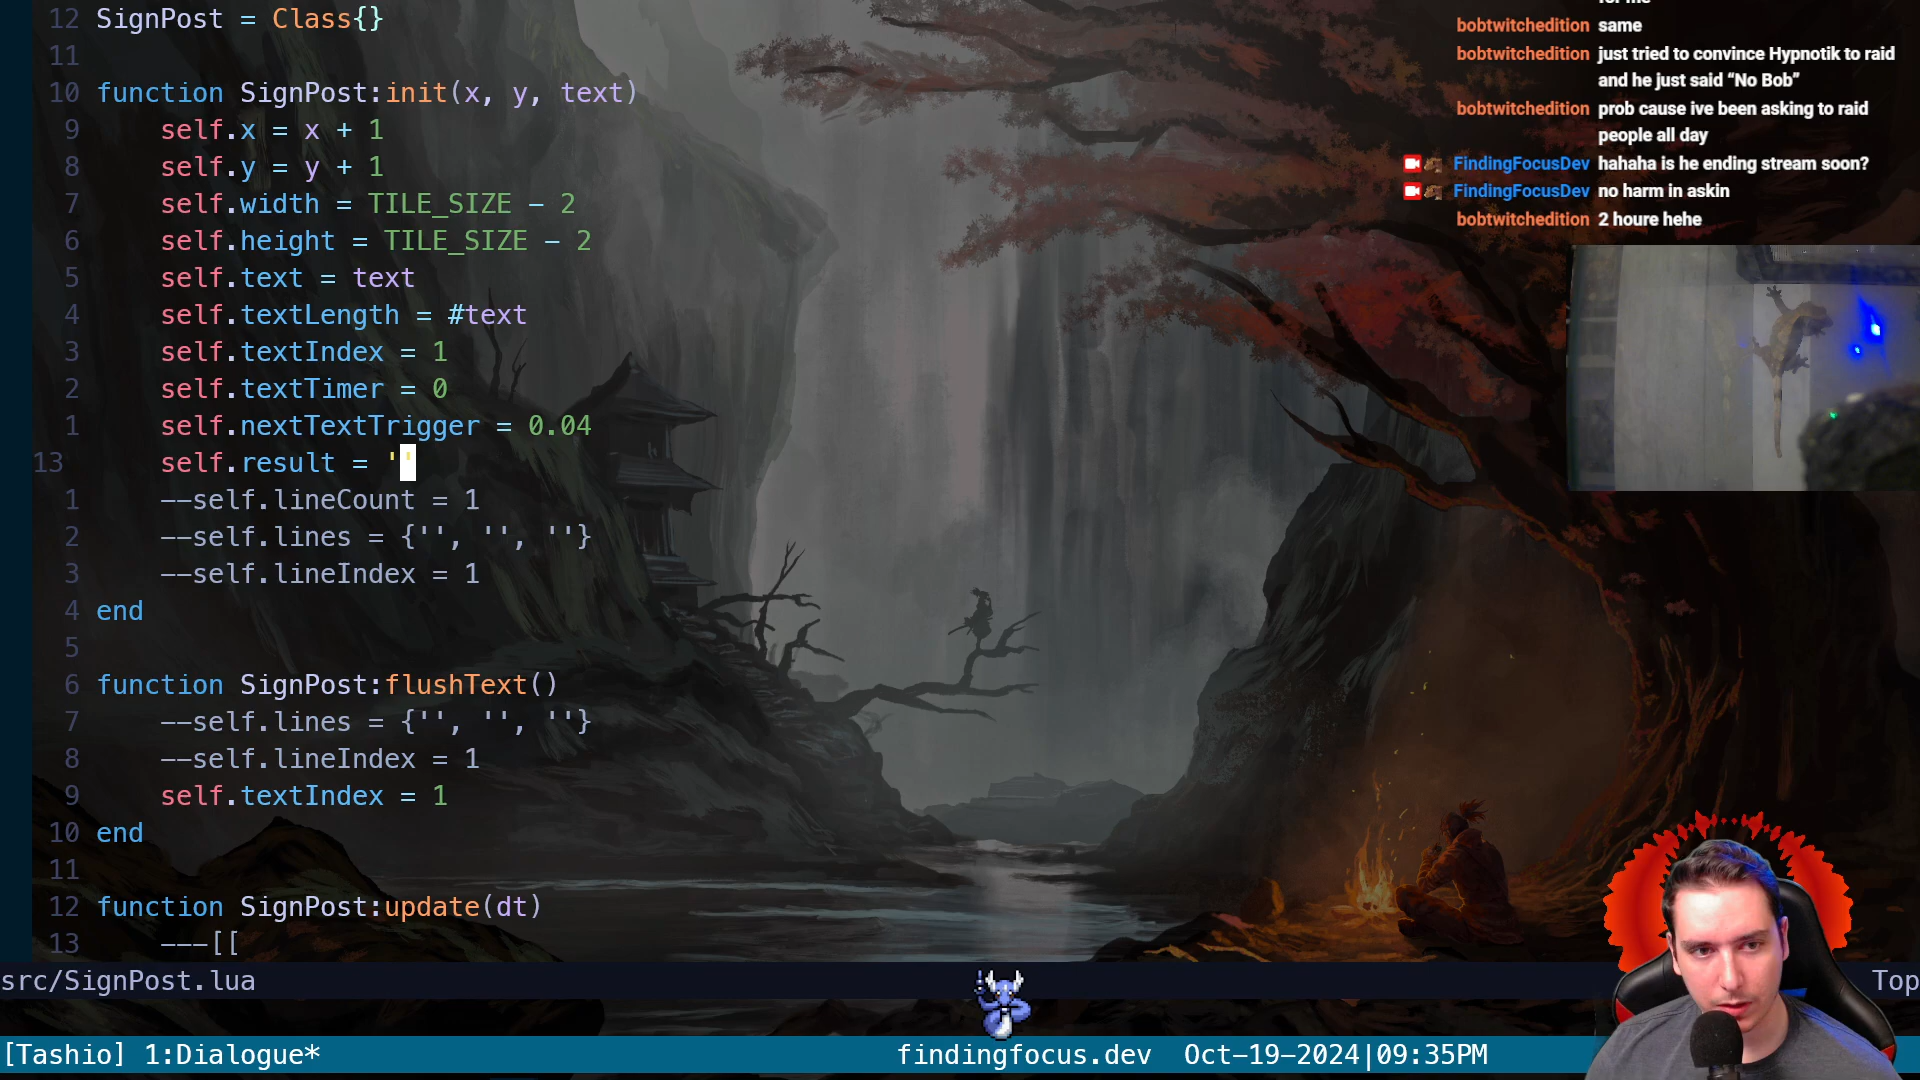 12 SignPost = Class{}
11
10 function SignPost:init(x, y, text)
9 self.x = x + 1
8 self.y = y + 1
7 self.width = TILE_SIZE - 2
6 self.height = TILE_SIZE - 2
5 self.text = text
4 self.textLength = #text
3 self.textIndex = 1
2 self.textTimer = 0
1 self.nextTextTrigger = 0.04
13 self.result = ''
1 --self.lineCount = 1
2 --self.lines = {'', '', ''}
3 --self.lineIndex = 1
4 end
5
6 function SignPost:flushText()
7 --self.lines = {'', '', ''}
8 --self.lineIndex = 1
9 self.textIndex = 1
10 end
11
12 function SignPost:update(dt)
13 ---[[
src/SignPost.lua Top
[Tashio] 1:Dialogue* findingfocus.dev Oct-19-2024|09:35PM
bobtwitchedition same
bobtwitchedition just tried to convince Hypnotik to raid
and he just said “No Bob”
bobtwitchedition prob cause ive been asking to raid
people all day
FindingFocusDev hahaha is he ending stream soon?
FindingFocusDev no harm in askin
bobtwitchedition 2 houre hehe